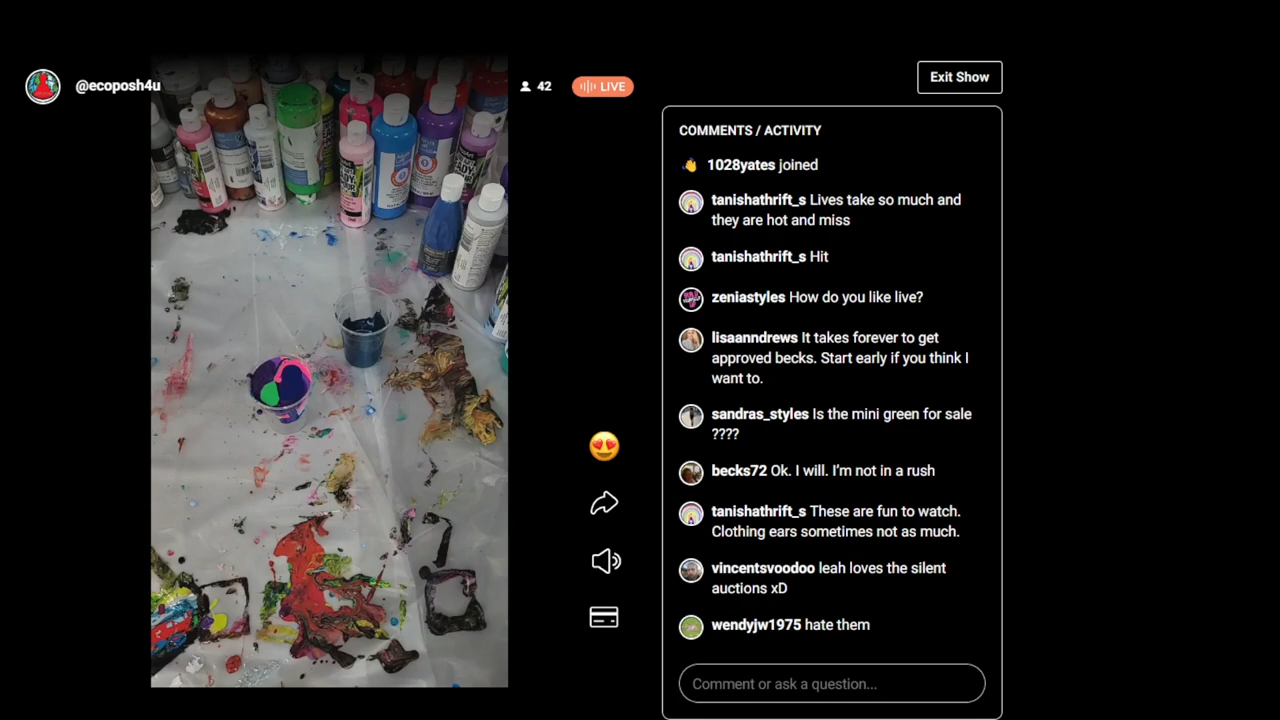 @ecoposh4u
42
LIVE
Exit Show
COMMENTS / ACTIVITY
1028yates joined
tanishathrift_s Lives take so much and
they are hot and miss
tanishathrift_s Hit
zeniastyles How do you like live?
lisaanndrews It takes forever to get
approved becks. Start early if you think I
want to.
sandras_styles Is the mini green for sale
????
becks72 Ok. I will. I'm not in a rush
tanishathrift_s These are fun to watch.
Clothing ears sometimes not as much.
vincentsvoodoo leah loves the silent
auctions xD
wendyjw1975 hate them
Comment or ask a question...